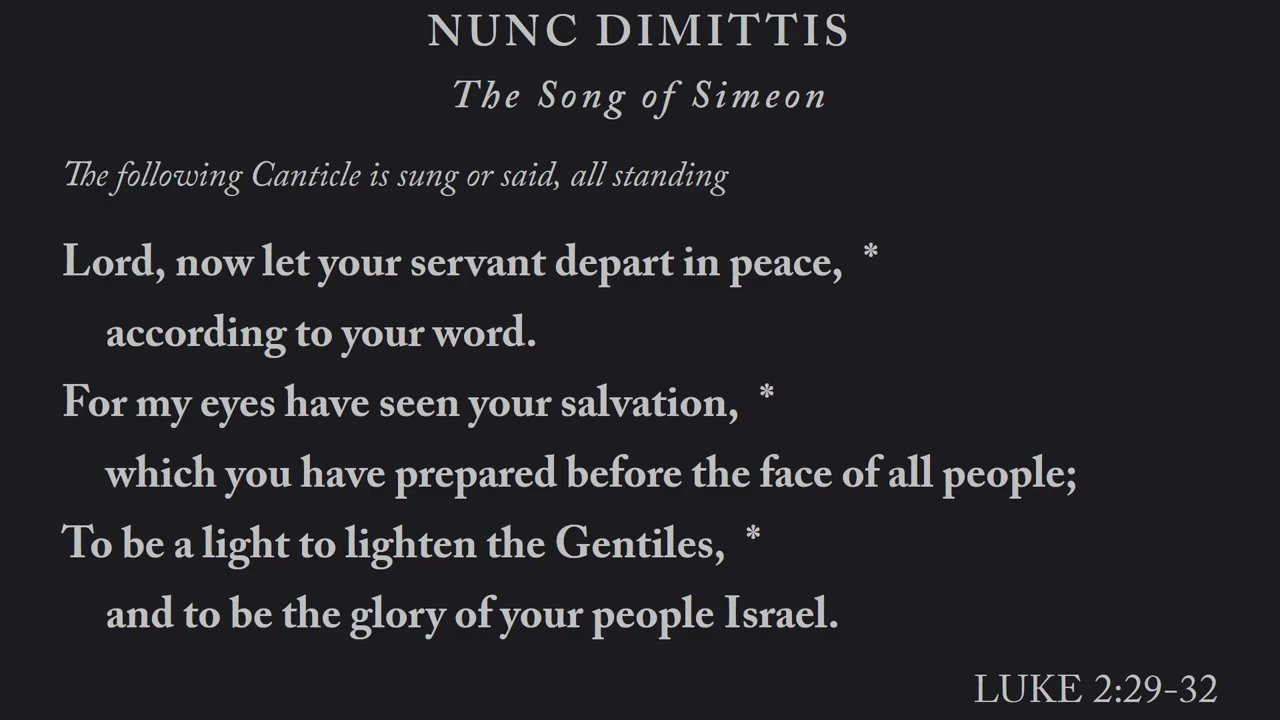 NUNC DIMITTIS
The Song of Simeon
The following Canticle is sung or said, all standing
Lord, now let your servant depart in peace, *
according to your word.
For my eyes have seen your salvation, *
which you have prepared before the face of all people;
To be a light to lighten the Gentiles, *
and to be the glory of your people Israel.
LUKE 2:29-32